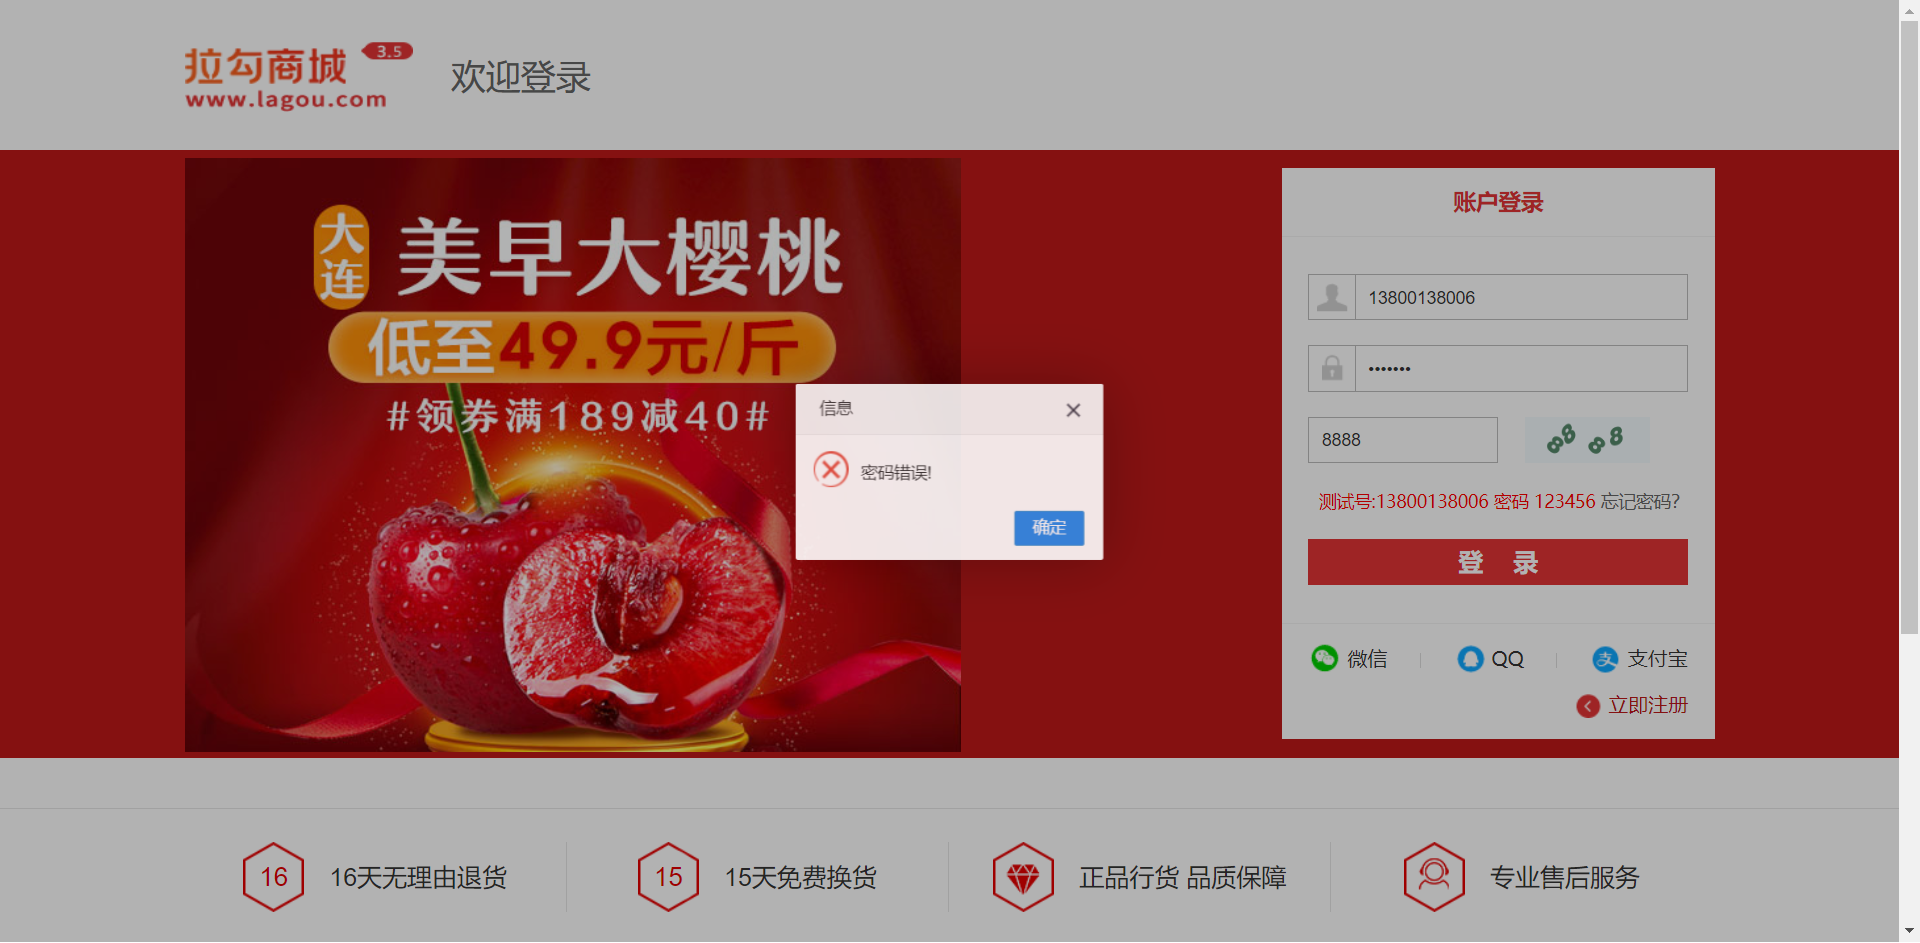 拉勾商城 3.5
www.lagou.com
欢迎登录
大连
美早大樱桃
低至49.9元/斤
#领券满189减40#
信息
密码错误!
确定
账户登录
13800138006
•••••••
8888
8888
测试号:13800138006 密码 123456 忘记密码?
登 录
微信
QQ
支付宝
立即注册
16 16天无理由退货
15 15天免费换货
正品行货 品质保障
专业售后服务